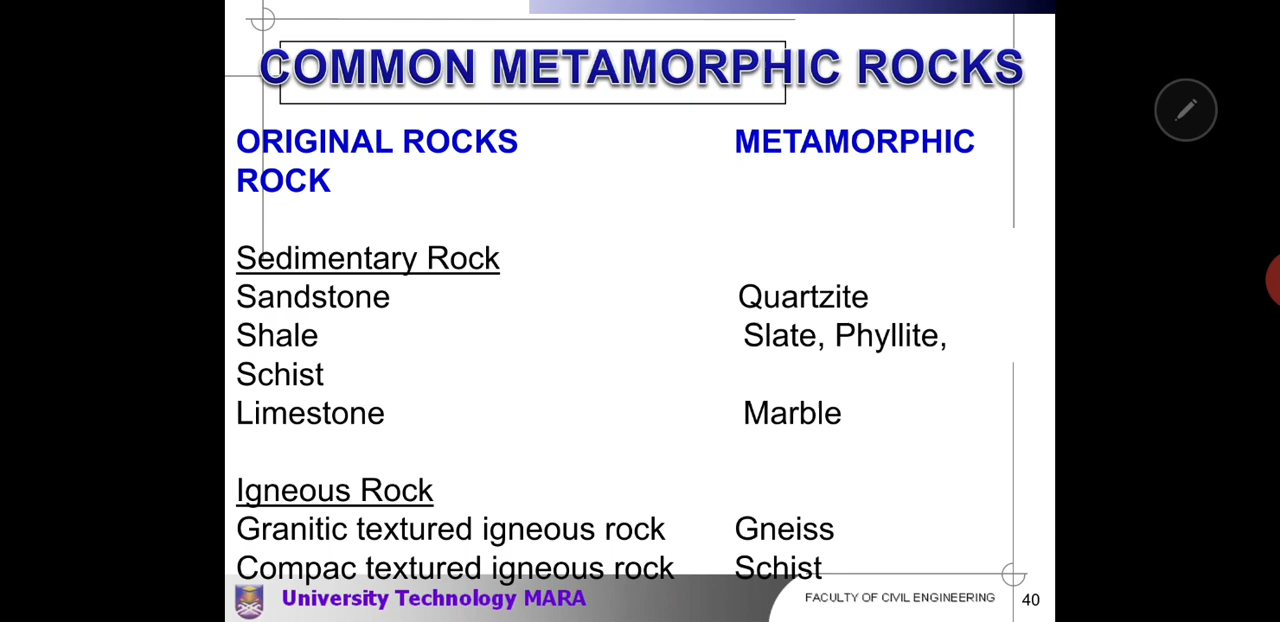 COMMON METAMORPHIC ROCKS
ORIGINAL ROCKS METAMORPHIC
ROCK
Sedimentary Rock
Sandstone Quartzite
Shale Slate, Phyllite,
Schist
Limestone Marble
Igneous Rock
Granitic textured igneous rock Gneiss
Compac textured igneous rock Schist
University Technology MARA FACULTY OF CIVIL ENGINEERING 40